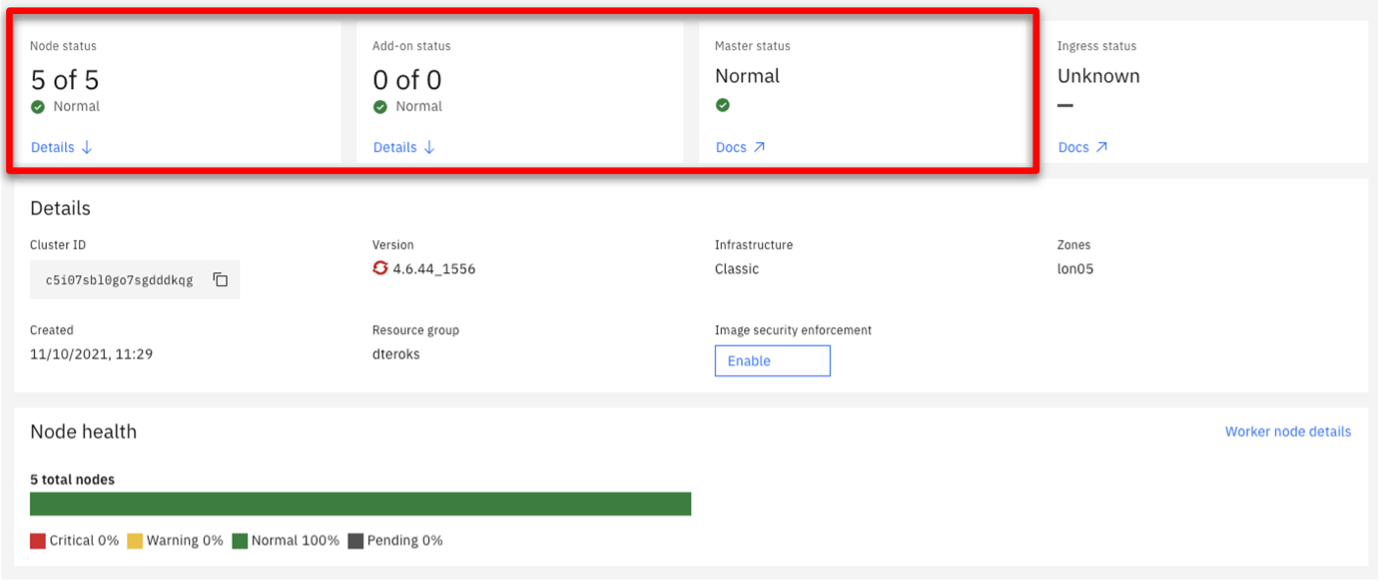 Node status
5 of 5
Normal
Details
Add-on status
0 of 0
Normal
Details
Master status
Normal
Docs
Ingress status
Unknown
—
Docs
Details
Cluster ID
c5i07sbl0go7sgdddkqg
Version
4.6.44_1556
Infrastructure
Classic
Zones
lon05
Created
11/10/2021, 11:29
Resource group
dteroks
Image security enforcement
Enable
Node health
Worker node details
5 total nodes
Critical 0% Warning 0% Normal 100% Pending 0%